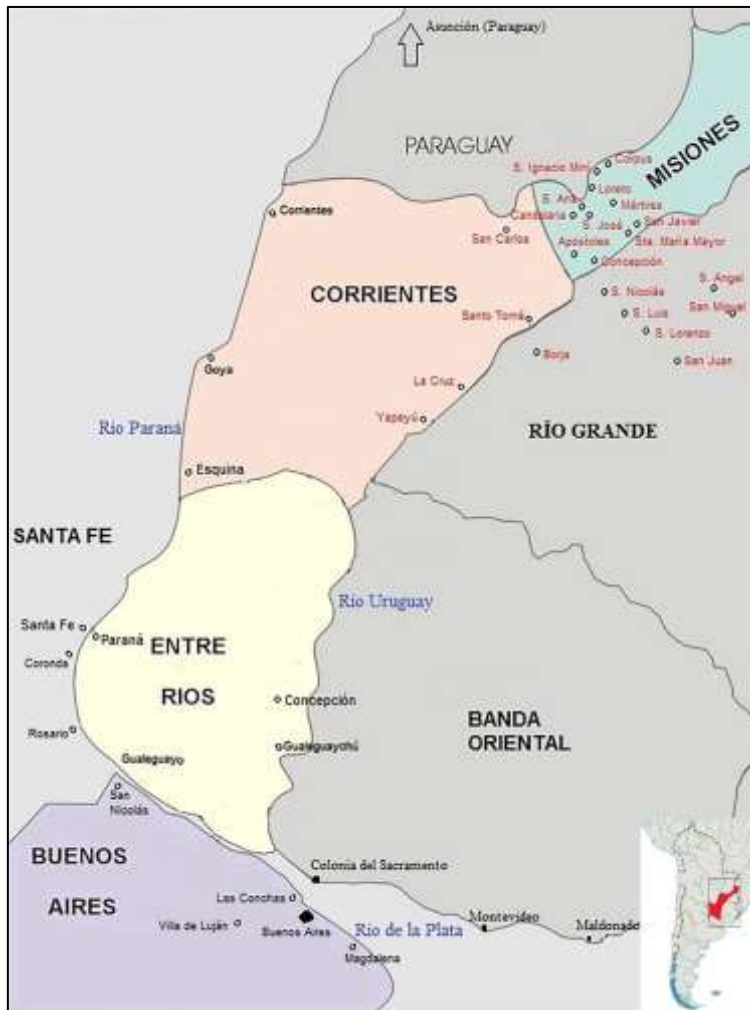 Asunción (Paraguay)
PARAGUAY
MISIONES
S. Ignacio Miní
Corpus
Loreto
S. Ana
Mártires
Candelaria
S. José
San Javier
Sta. María Mayor
San Carlos
Apóstoles
Concepción
Corrientes
CORRIENTES
S. Nicolás
S. Angel
San Miguel
S. Luis
Santo Tomé
S. Lorenzo
Borja
San Juan
Goya
La Cruz
Yapeyú
Río Paraná
RÍO GRANDE
Esquina
SANTA FE
Río Uruguay
Santa Fe
Paraná
Coronda
ENTRE
RIOS
Concepción
BANDA
ORIENTAL
Rosario
Gualeguaychú
Gualeguay
San
Nicolás
BUENOS
AIRES
Colonia del Sacramento
Las Conchas
Villa de Luján
Buenos Aires
Río de la Plata
Montevideo
Maldonado
Magdalena